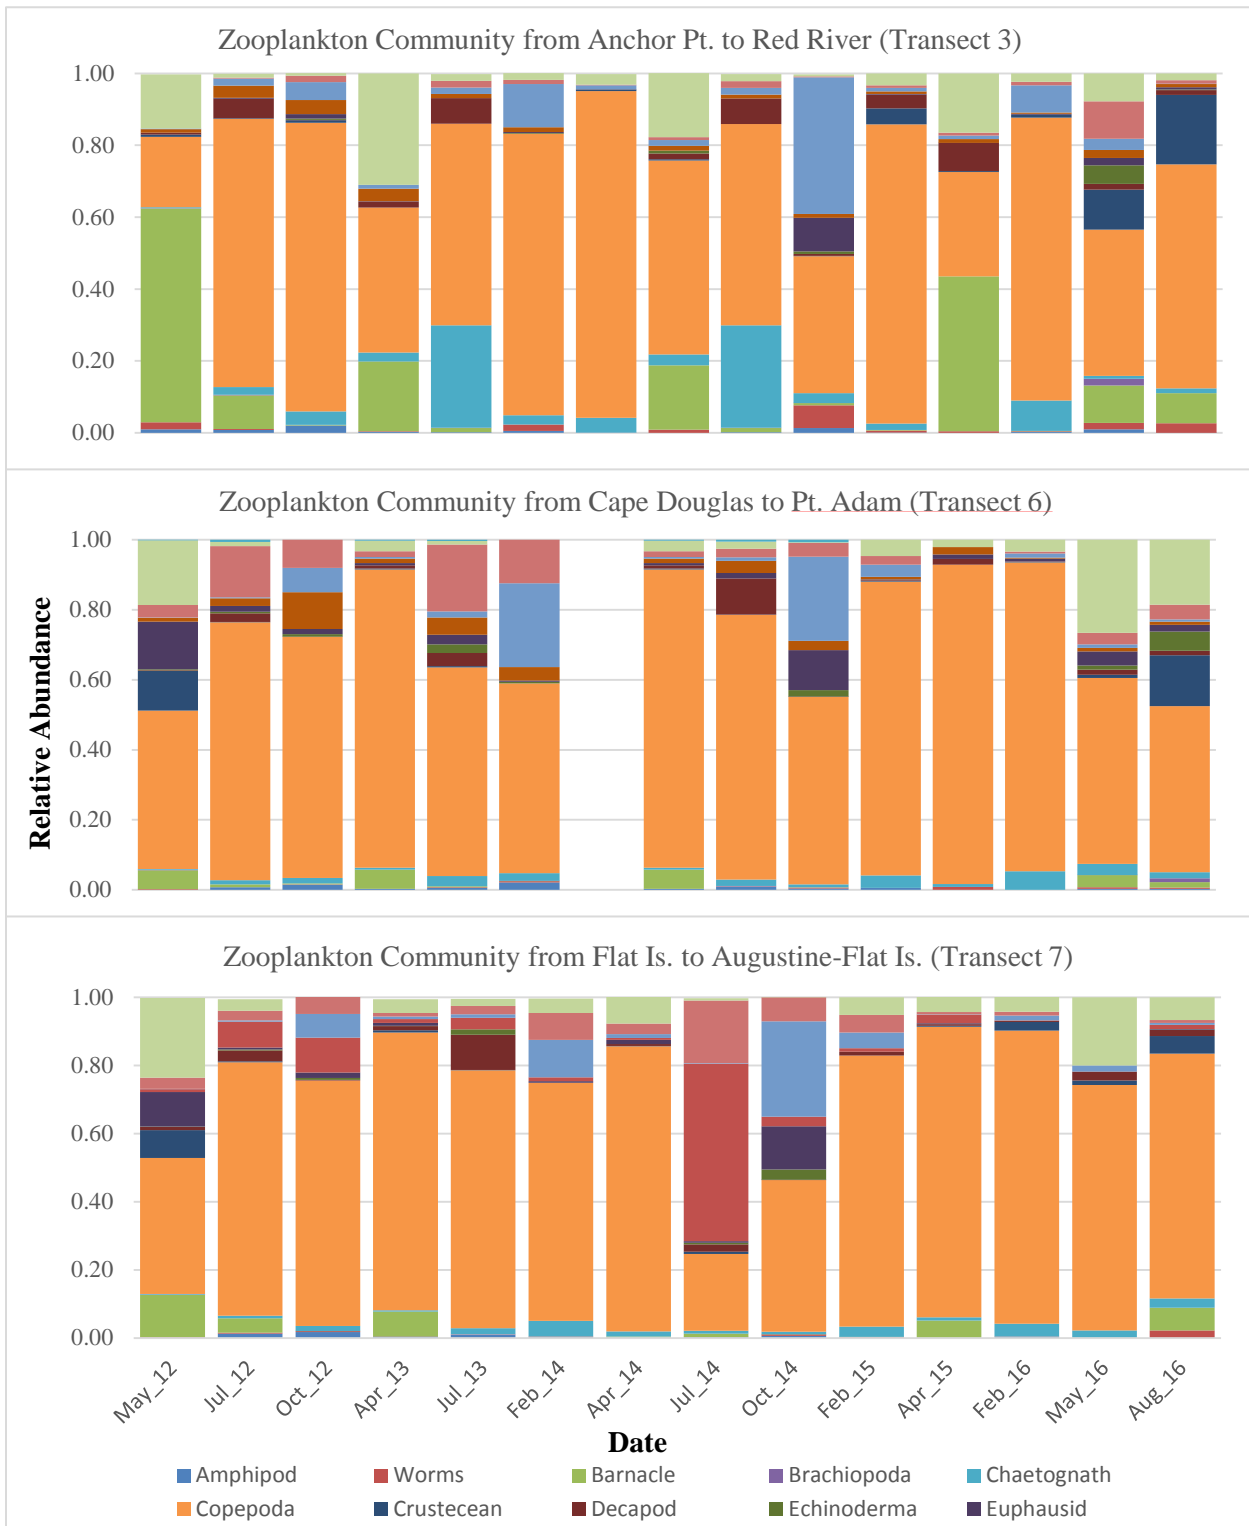 Zooplankton Community from Anchor Pt. to Red River (Transect 3)
1.00
0.80
0.60
0.40
0.20
0.00
Zooplankton Community from Cape Douglas to Pt. Adam (Transect 6)
1.00
0.80
0.60
0.40
0.20
0.00
Relative Abundance
Zooplankton Community from Flat Is. to Augustine-Flat Is. (Transect 7)
1.00
0.80
0.60
0.40
0.20
0.00
May_12 Jul_12 Oct_12 Apr_13 Jul_13 Feb_14 Apr_14 Jul_14 Oct_14 Feb_15 Apr_15 Feb_16 May_16 Aug_16
Date
Amphipod Worms Barnacle Brachiopoda Chaetognath
Copepoda Crustecean Decapod Echinoderma Euphausid